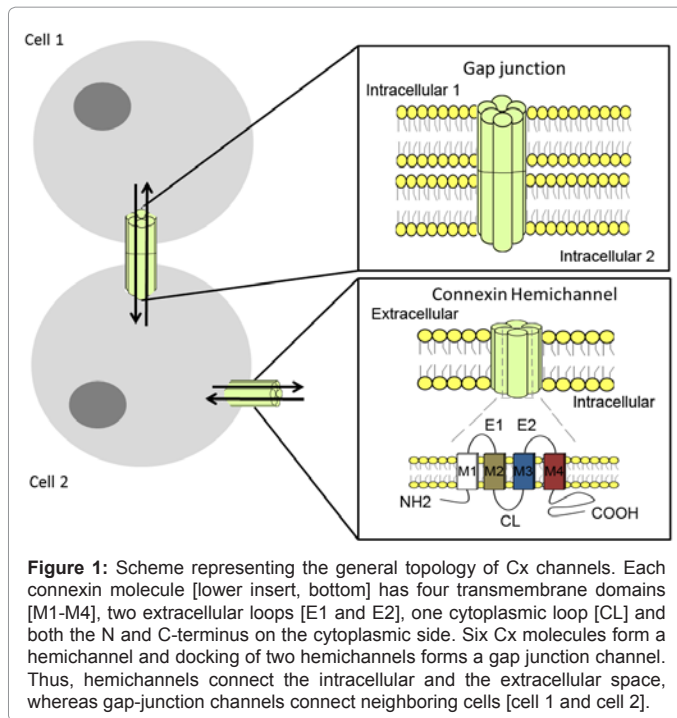 Cell 1
Gap junction
Intracellular 1
Intracellular 2
Connexin Hemichannel
Extracellular
Intracellular
E1 E2
M1 M2 M3 M4
NH2
CL
COOH
Cell 2
Figure 1: Scheme representing the general topology of Cx channels. Each
connexin molecule [lower insert, bottom] has four transmembrane domains
[M1-M4], two extracellular loops [E1 and E2], one cytoplasmic loop [CL] and
both the N and C-terminus on the cytoplasmic side. Six Cx molecules form a
hemichannel and docking of two hemichannels forms a gap junction channel.
Thus, hemichannels connect the intracellular and the extracellular space,
whereas gap-junction channels connect neighboring cells [cell 1 and cell 2].